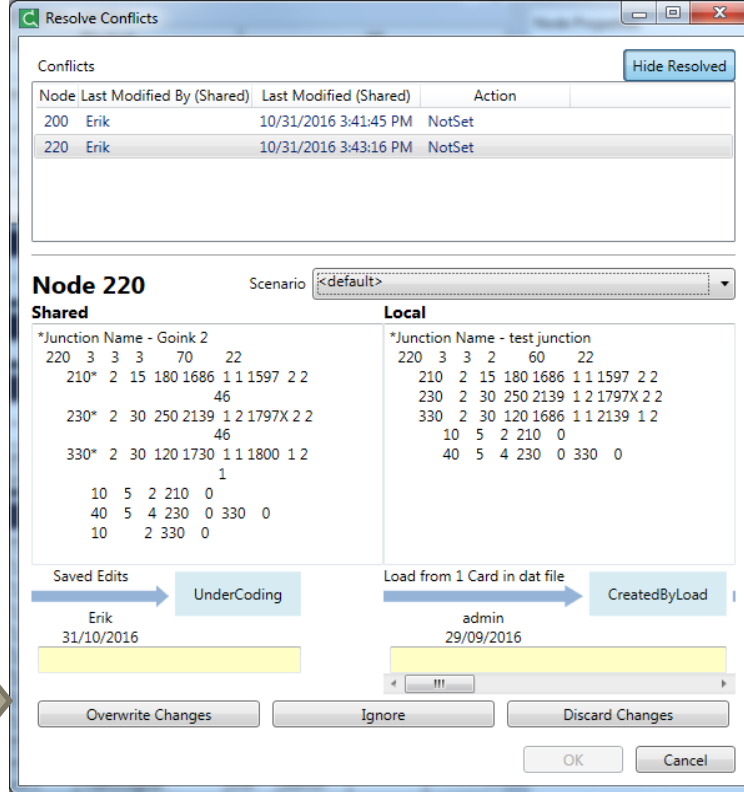 Resolve Conflicts
Conflicts
Hide Resolved
Node Last Modified By (Shared) Last Modified (Shared) Action
200 Erik 10/31/2016 3:41:45 PM NotSet
220 Erik 10/31/2016 3:43:16 PM NotSet
Node 220
Scenario <default>
Shared
*Junction Name - Goink 2
220 3 3 3 70 22
210* 2 15 180 1686 1 1 1597 2 2
46
230* 2 30 250 2139 1 2 1797X 2 2
46
330* 2 30 120 1730 1 1 1800 1 2
1
10 5 2 210 0
40 5 4 230 0 330 0
10 2 330 0
Local
*Junction Name - test junction
220 3 3 2 60 22
210 2 15 180 1686 1 1 1597 2 2
230 2 30 250 2139 1 2 1797X 2 2
330 2 30 120 1686 1 1 2139 1 2
10 5 2 210 0
40 5 4 230 0 330 0
Saved Edits
UnderCoding
Erik
31/10/2016
Load from 1 Card in dat file
CreatedByLoad
admin
29/09/2016
Overwrite Changes
Ignore
Discard Changes
OK
Cancel